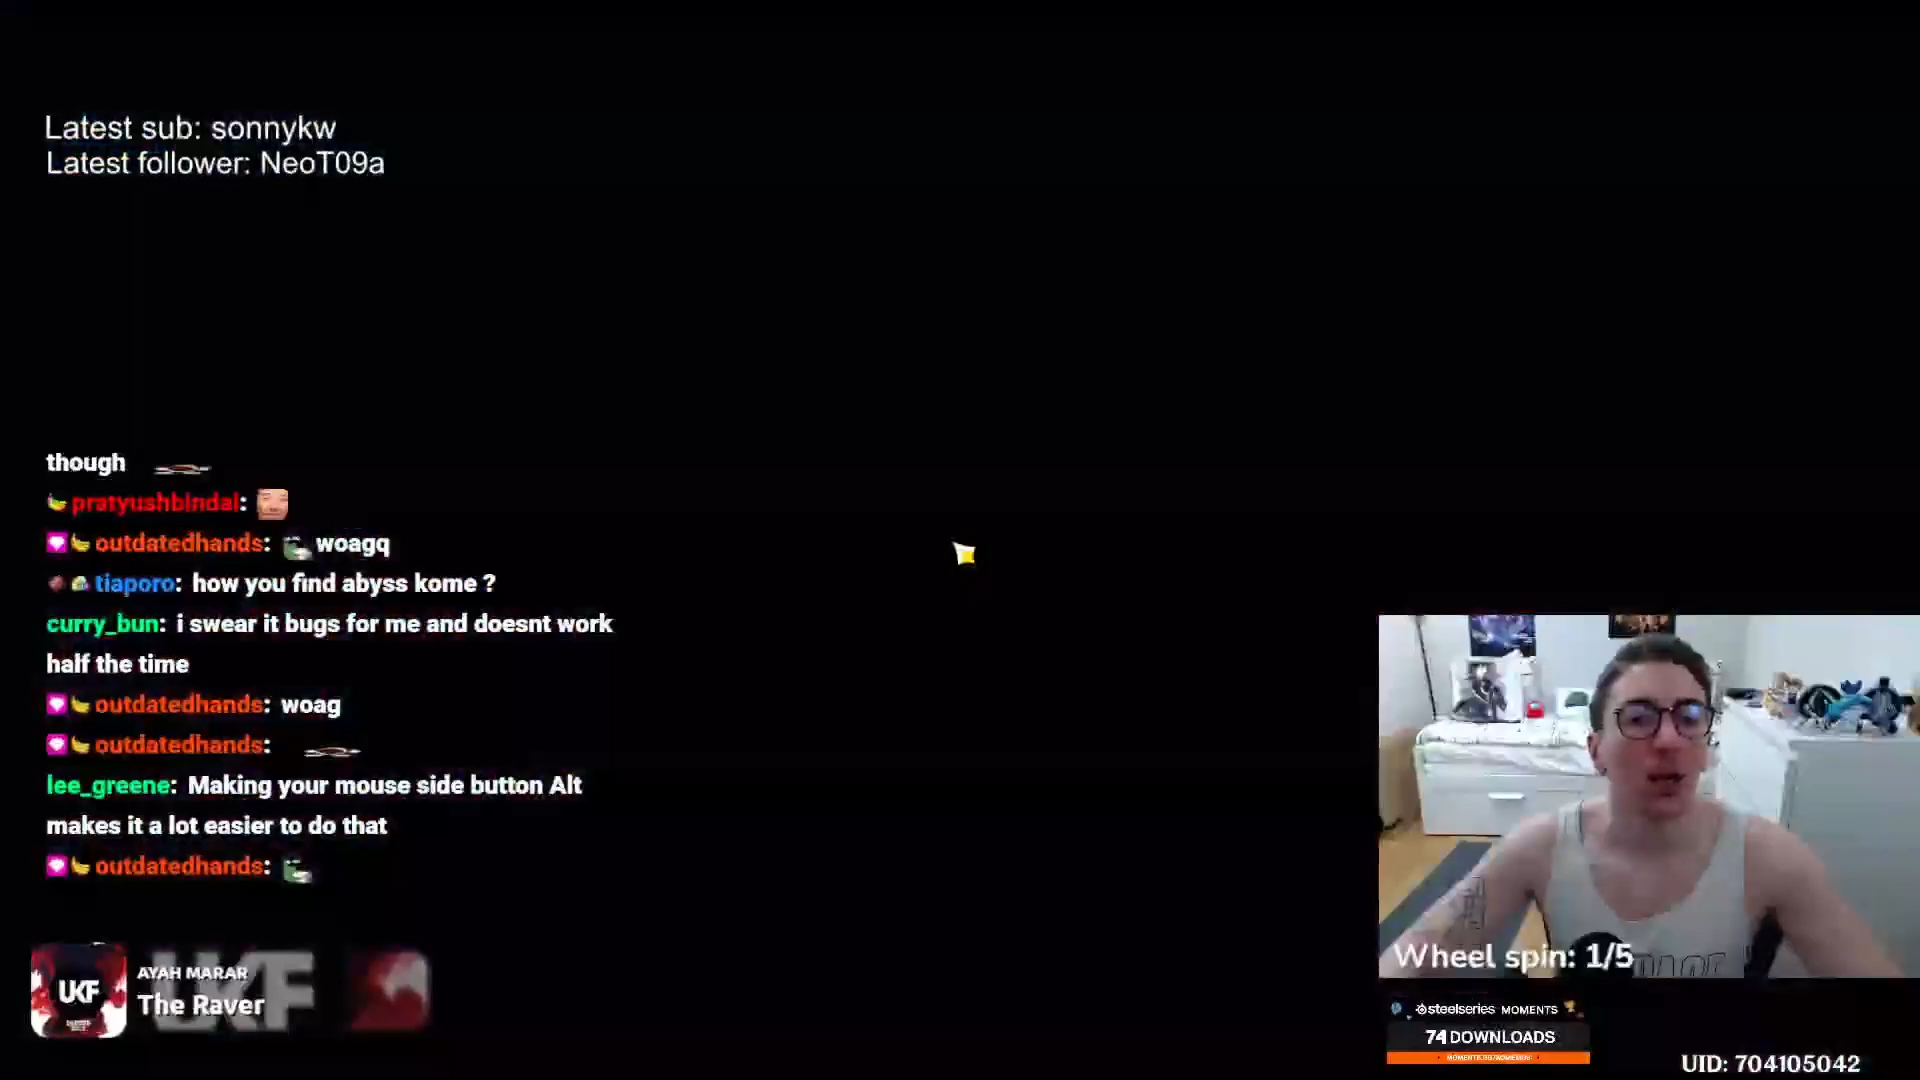 Latest sub: sonnykw
Latest follower: NeoT09a
though
pratyushbindal:
outdatedhands: woagq
tiaporo: how you find abyss kome ?
curry_bun: i swear it bugs for me and doesnt work
half the time
outdatedhands: woag
outdatedhands:
lee_greene: Making your mouse side button Alt
makes it a lot easier to do that
outdatedhands:
UKF
AYAH MARAR
The Raver
UKF
Wheel spin: 1/5
steelseries MOMENTS
74 DOWNLOADS
UID: 704105042